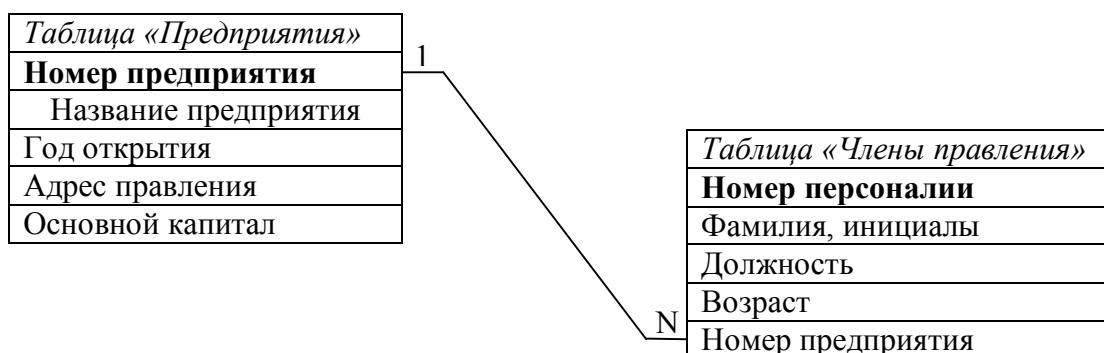 Таблица «Предприятия»
Номер предприятия
Название предприятия
Год открытия
Адрес правления
Основной капитал
1
Таблица «Члены правления»
Номер персоналии
Фамилия, инициалы
Должность
Возраст
Номер предприятия
N